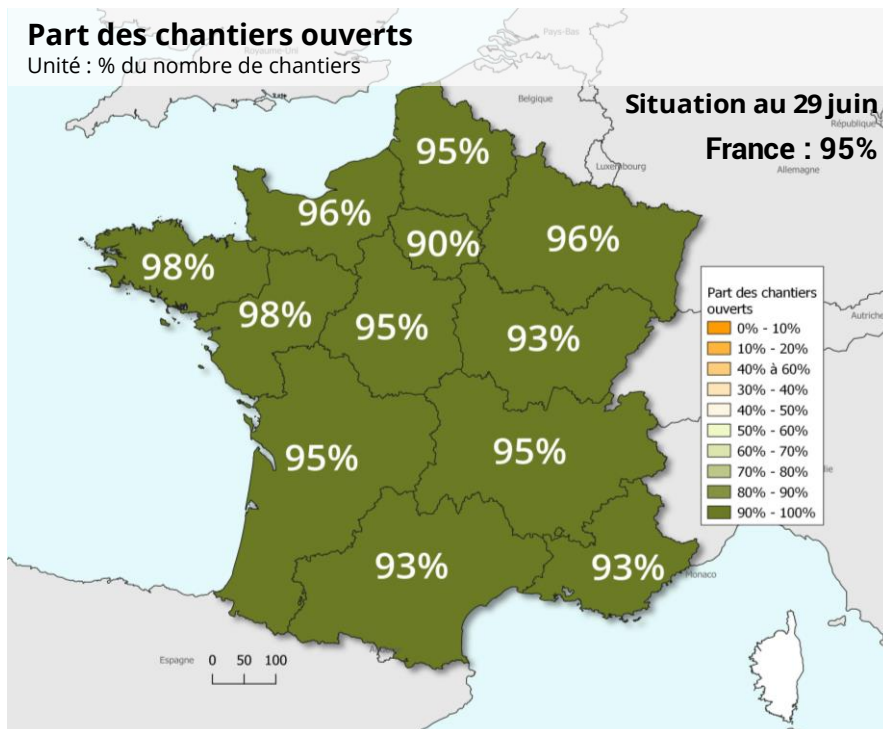 Part des chantiers ouverts
Royaume-Uni
Pays-Bas
Unité : % du nombre de chantiers
Belgique
Situation au 29 juin
République
France : 95%
Luxembourg
Allemagne
95%
96%
90%
96%
98%
98%
95%
93%
Part des chantiers
ouverts
0% - 10%
Autriche
10% - 20%
40% à 60%
30% - 40%
40% - 50%
50% - 60%
60% - 70%
70% - 80%
80% - 90%
90% - 100%
95%
95%
93%
93%
Monaco
Espagne
0 50 100